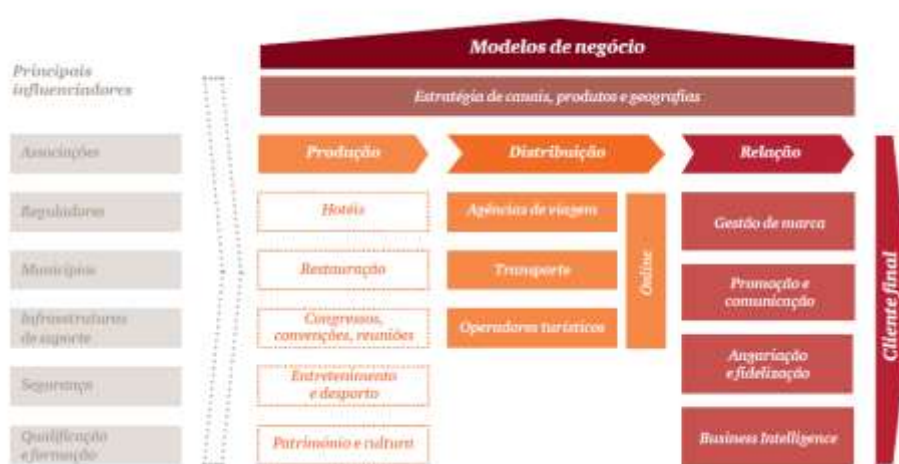 Modelos de negócio
Principais
influenciadores
Estratégia de canais, produtos e geografias
Associações
Produção
Distribuição
Relação
Reguladores
Hotéis
Agências de viagem
Gestão de marca
Municípios
Restauração
Transporte
Online
Promoção e
comunicação
Infraestruturas
de suporte
Congressos,
convenções, reuniões
Operadores turísticos
Angariação
e fidelização
Segurança
Entretenimento
e desporto
Qualificação
e formação
Património e cultura
Business Intelligence
Cliente final